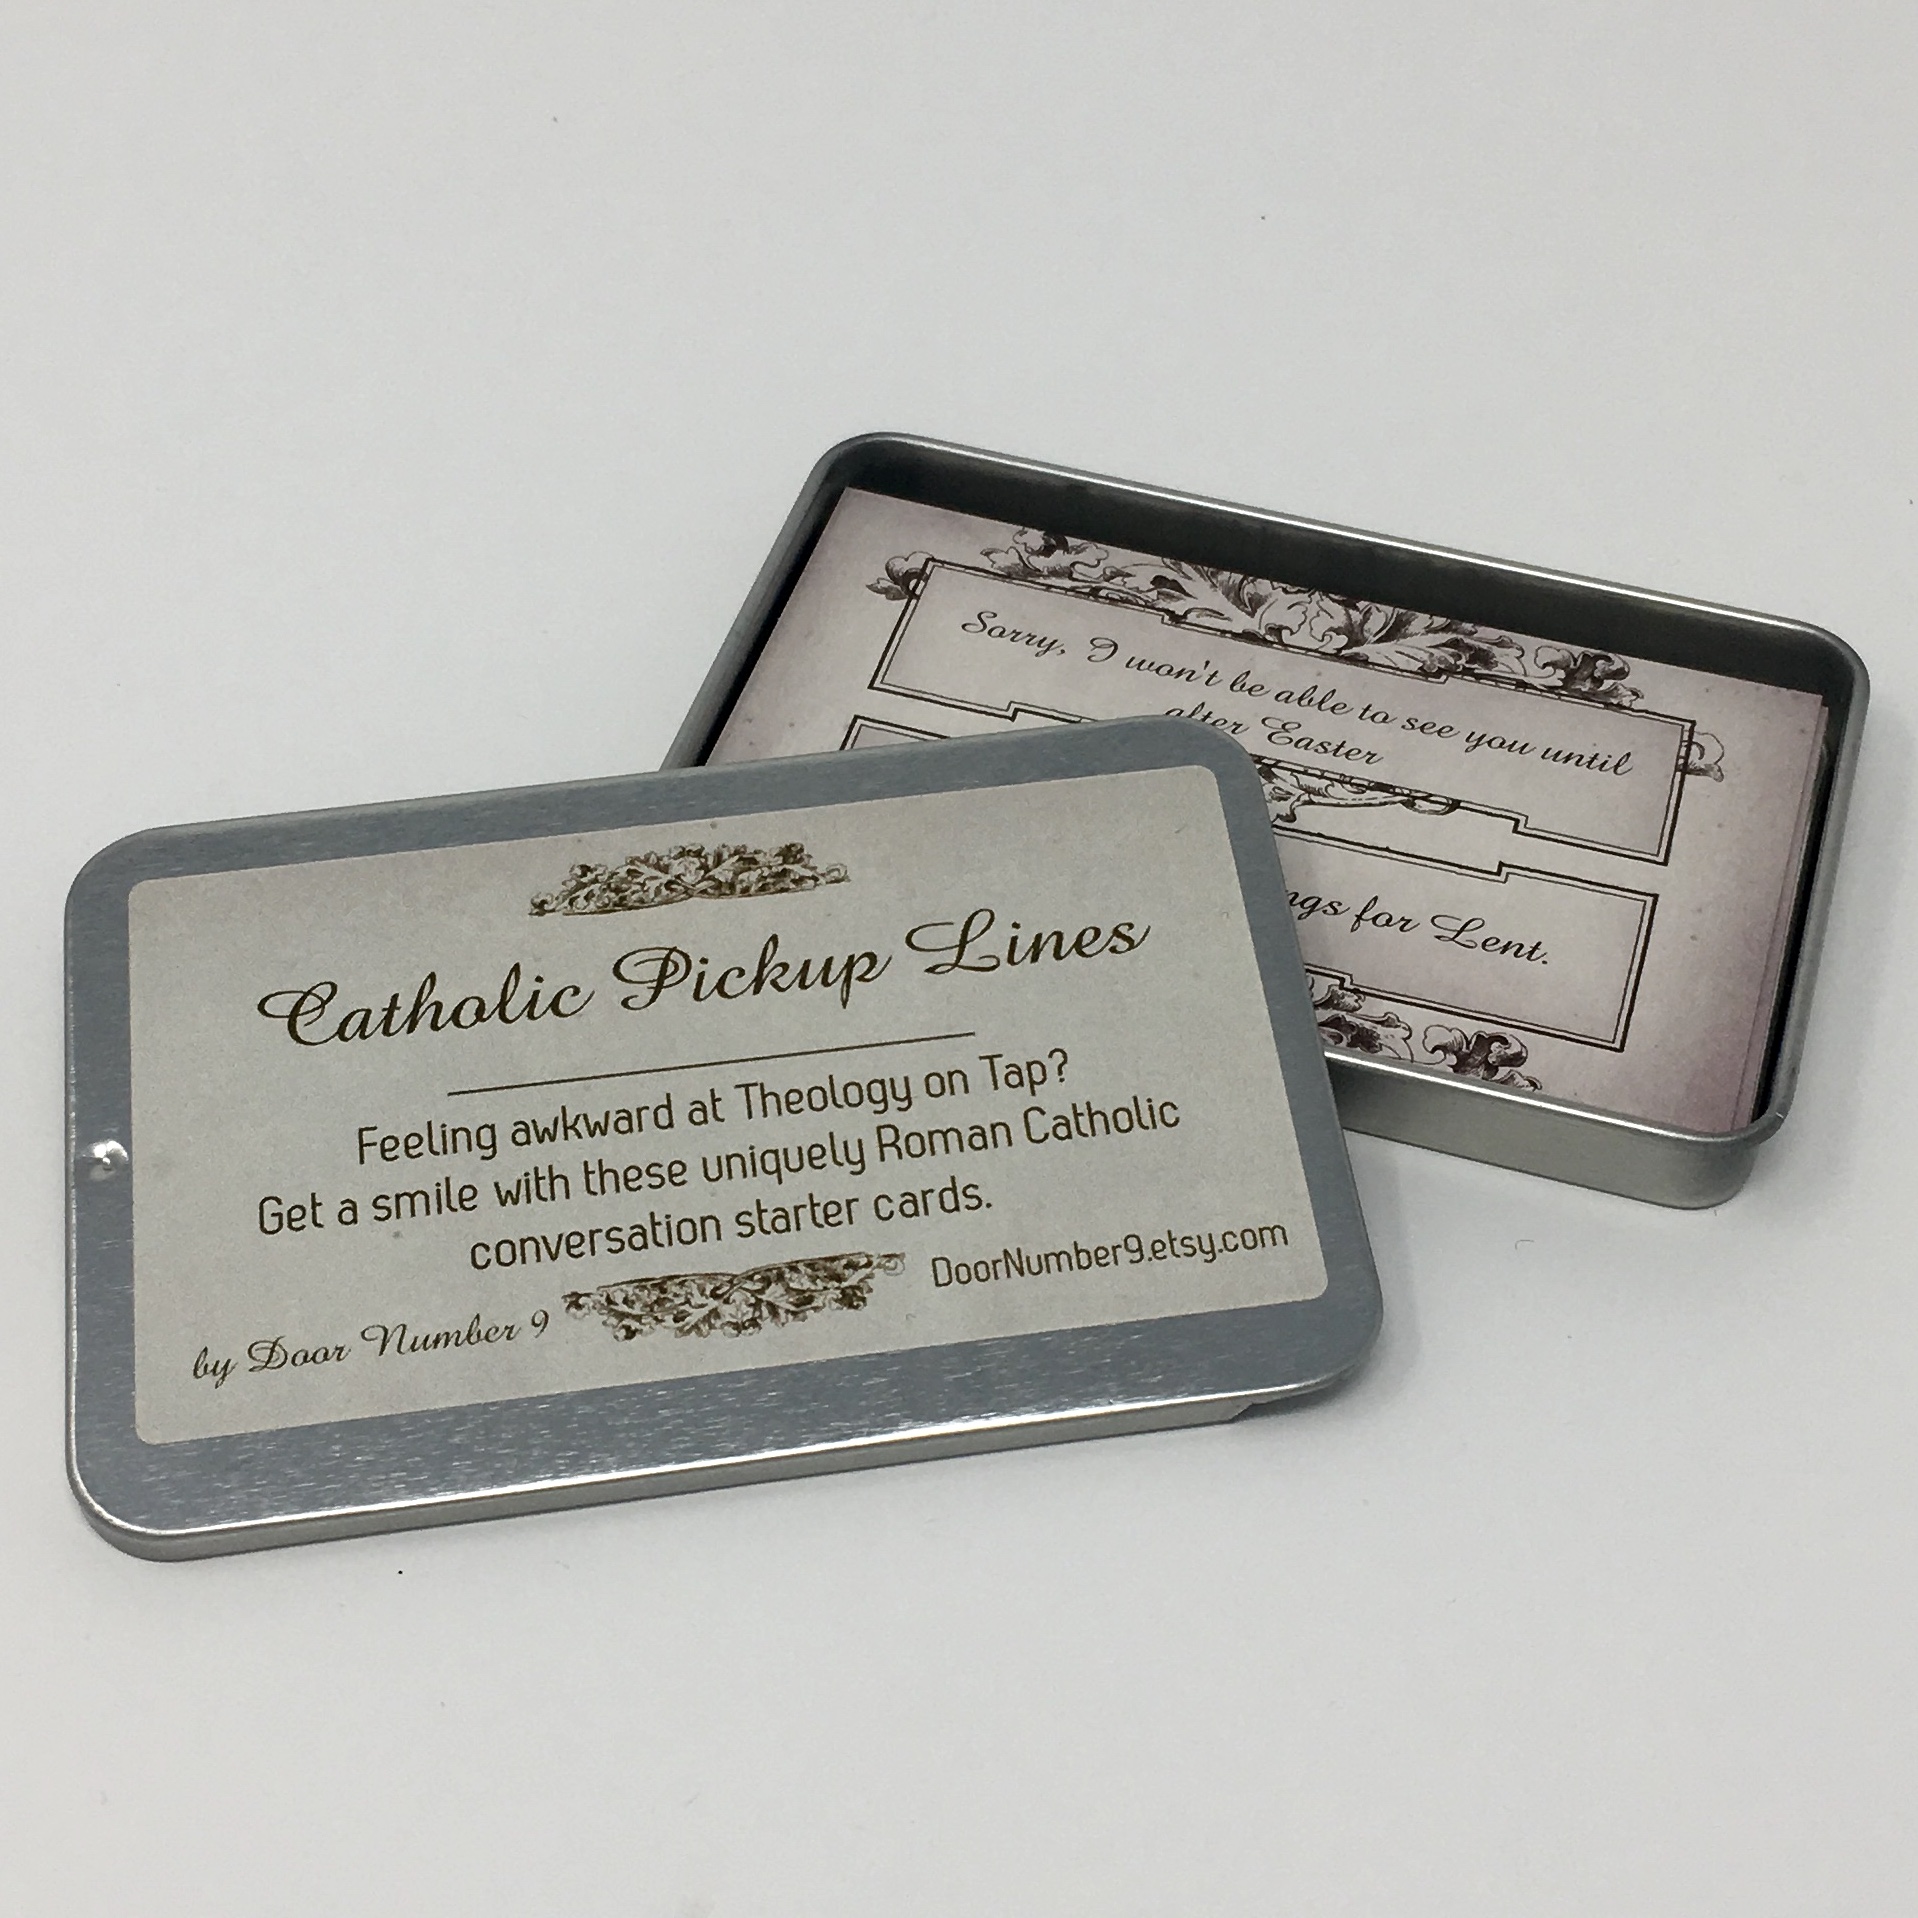 Sorry, I won't be able to see you until
after Easter
for Lent.
Catholic Pickup Lines
Feeling awkward at Theology on Tap?
Get a smile with these uniquely Roman Catholic
conversation starter cards.
by Door Number 9
DoorNumber9.etsy.com